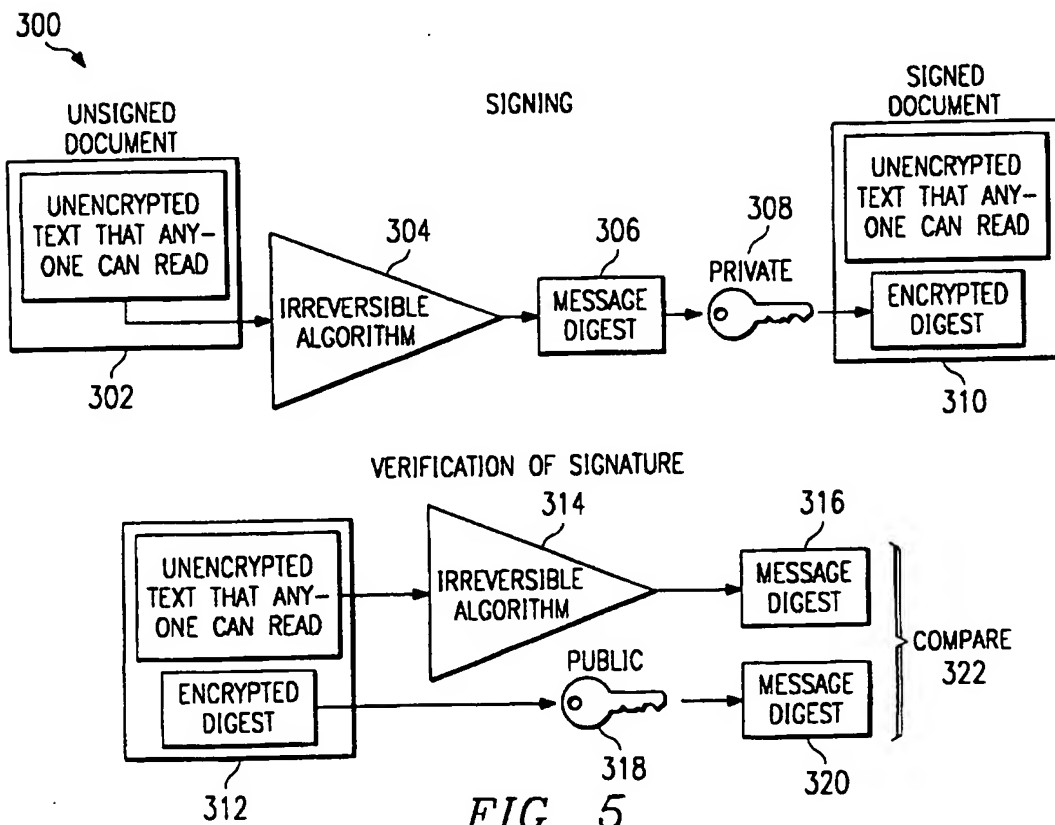 300
UNSIGNED
DOCUMENT
UNENCRYPTED
TEXT THAT ANY-
ONE CAN READ
302
SIGNING
304
IRREVERSIBLE
ALGORITHM
306
MESSAGE
DIGEST
308
PRIVATE
SIGNED
DOCUMENT
UNENCRYPTED
TEXT THAT ANY-
ONE CAN READ
ENCRYPTED
DIGEST
310
VERIFICATION OF SIGNATURE
UNENCRYPTED
TEXT THAT ANY-
ONE CAN READ
ENCRYPTED
DIGEST
312
314
IRREVERSIBLE
ALGORITHM
316
MESSAGE
DIGEST
PUBLIC
318
MESSAGE
DIGEST
320
COMPARE
322
FIG. 5